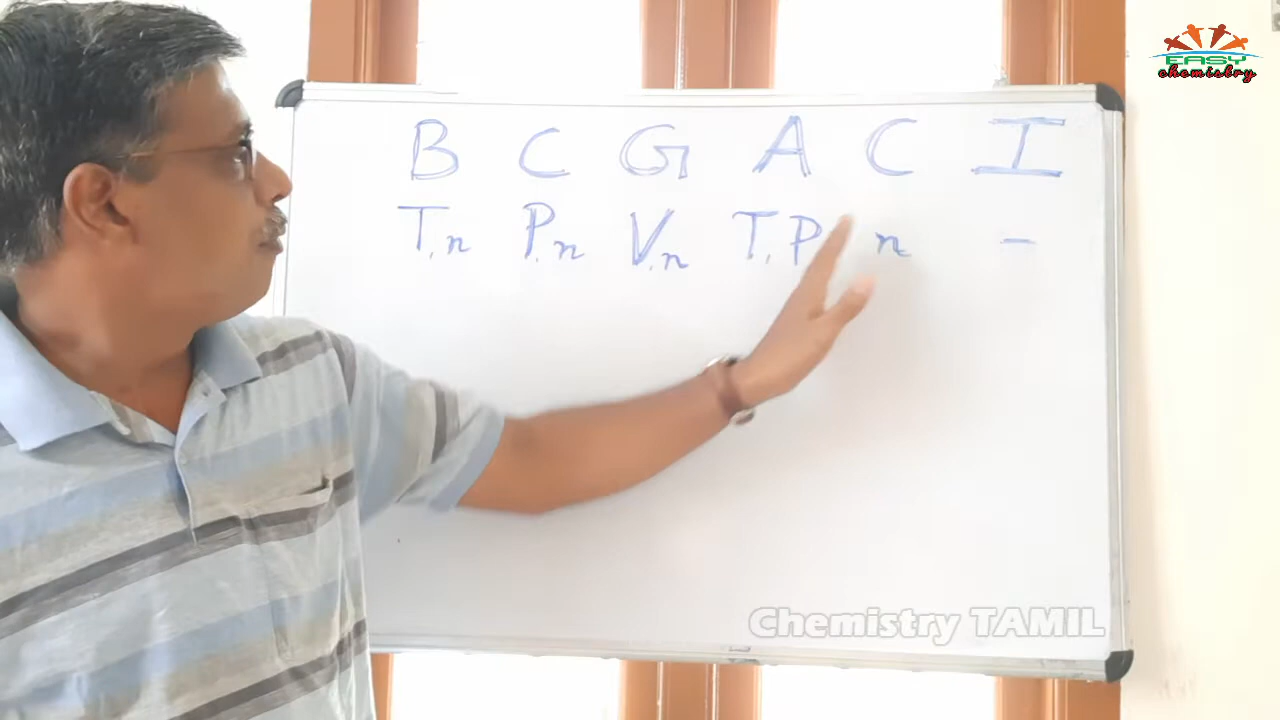 EASY
chemistry
B C G A C I
T,n P,n V,n T,P n -
Chemistry TAMIL